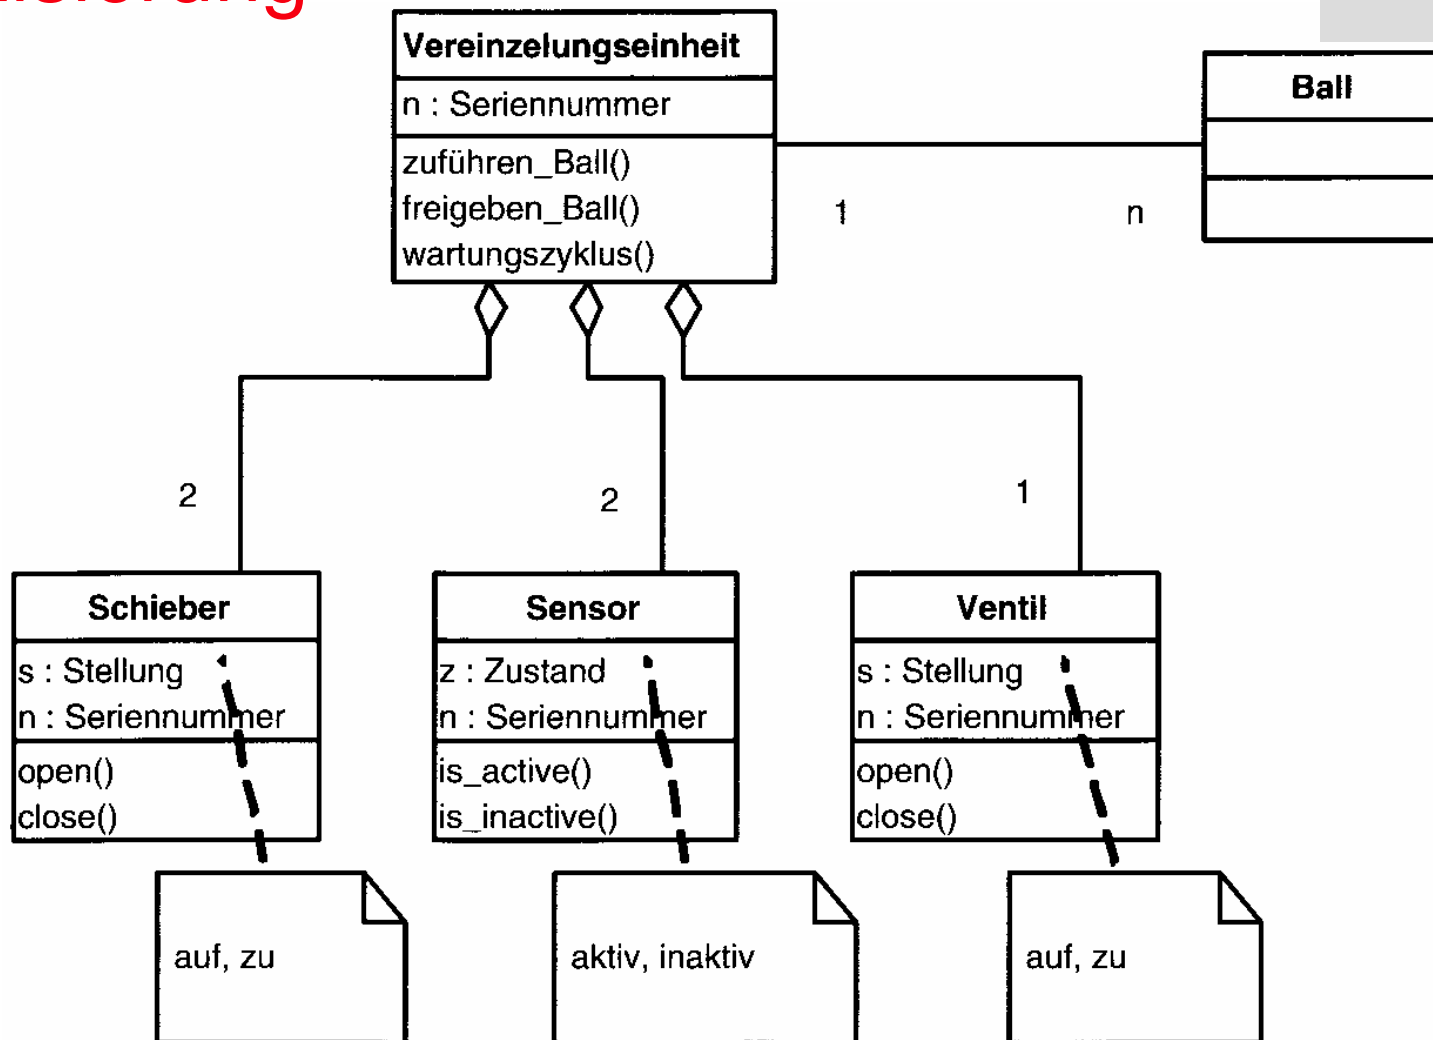 Vereinzelungseinheit
n : Seriennummer
zuführen_Ball()
freigeben_Ball()
wartungszyklus()
Ball
1
n
2
2
1
Schieber
s : Stellung
n : Seriennummer
open()
close()
Sensor
z : Zustand
n : Seriennummer
is_active()
is_inactive()
Ventil
s : Stellung
n : Seriennummer
open()
close()
auf, zu
aktiv, inaktiv
auf, zu